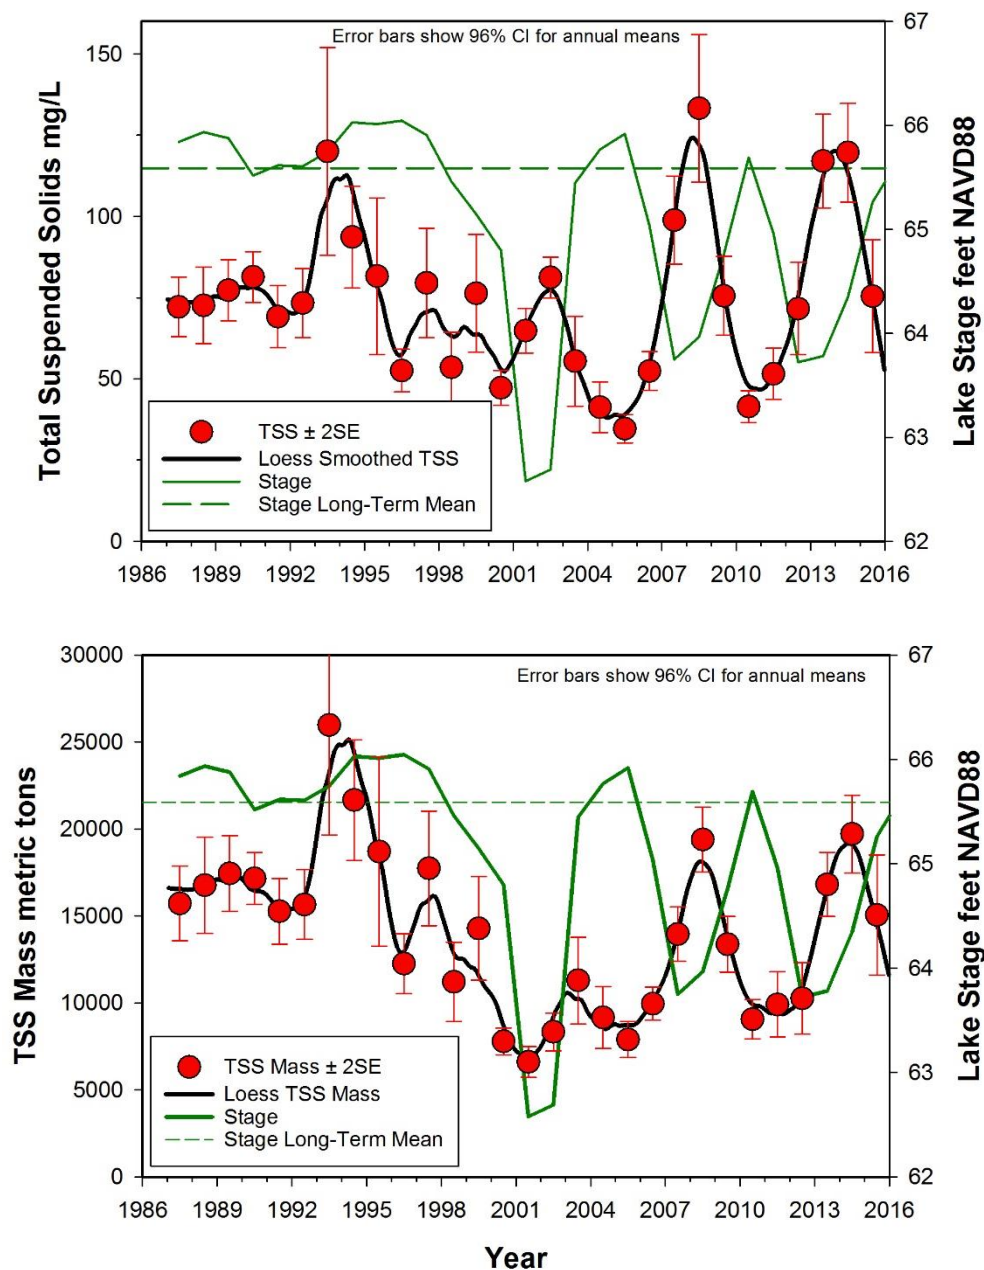 Error bars show 96% CI for annual means
Total Suspended Solids mg/L
150
100
50
0
67
66
65
64
63
62
Lake Stage feet NAVD88
TSS ± 2SE
Loess Smoothed TSS
Stage
Stage Long-Term Mean
1986 1989 1992 1995 1998 2001 2004 2007 2010 2013 2016
Error bars show 96% CI for annual means
TSS Mass metric tons
30000
25000
20000
15000
10000
5000
0
67
66
65
64
63
62
Lake Stage feet NAVD88
TSS Mass ± 2SE
Loess TSS Mass
Stage
Stage Long-Term Mean
1986 1989 1992 1995 1998 2001 2004 2007 2010 2013 2016
Year